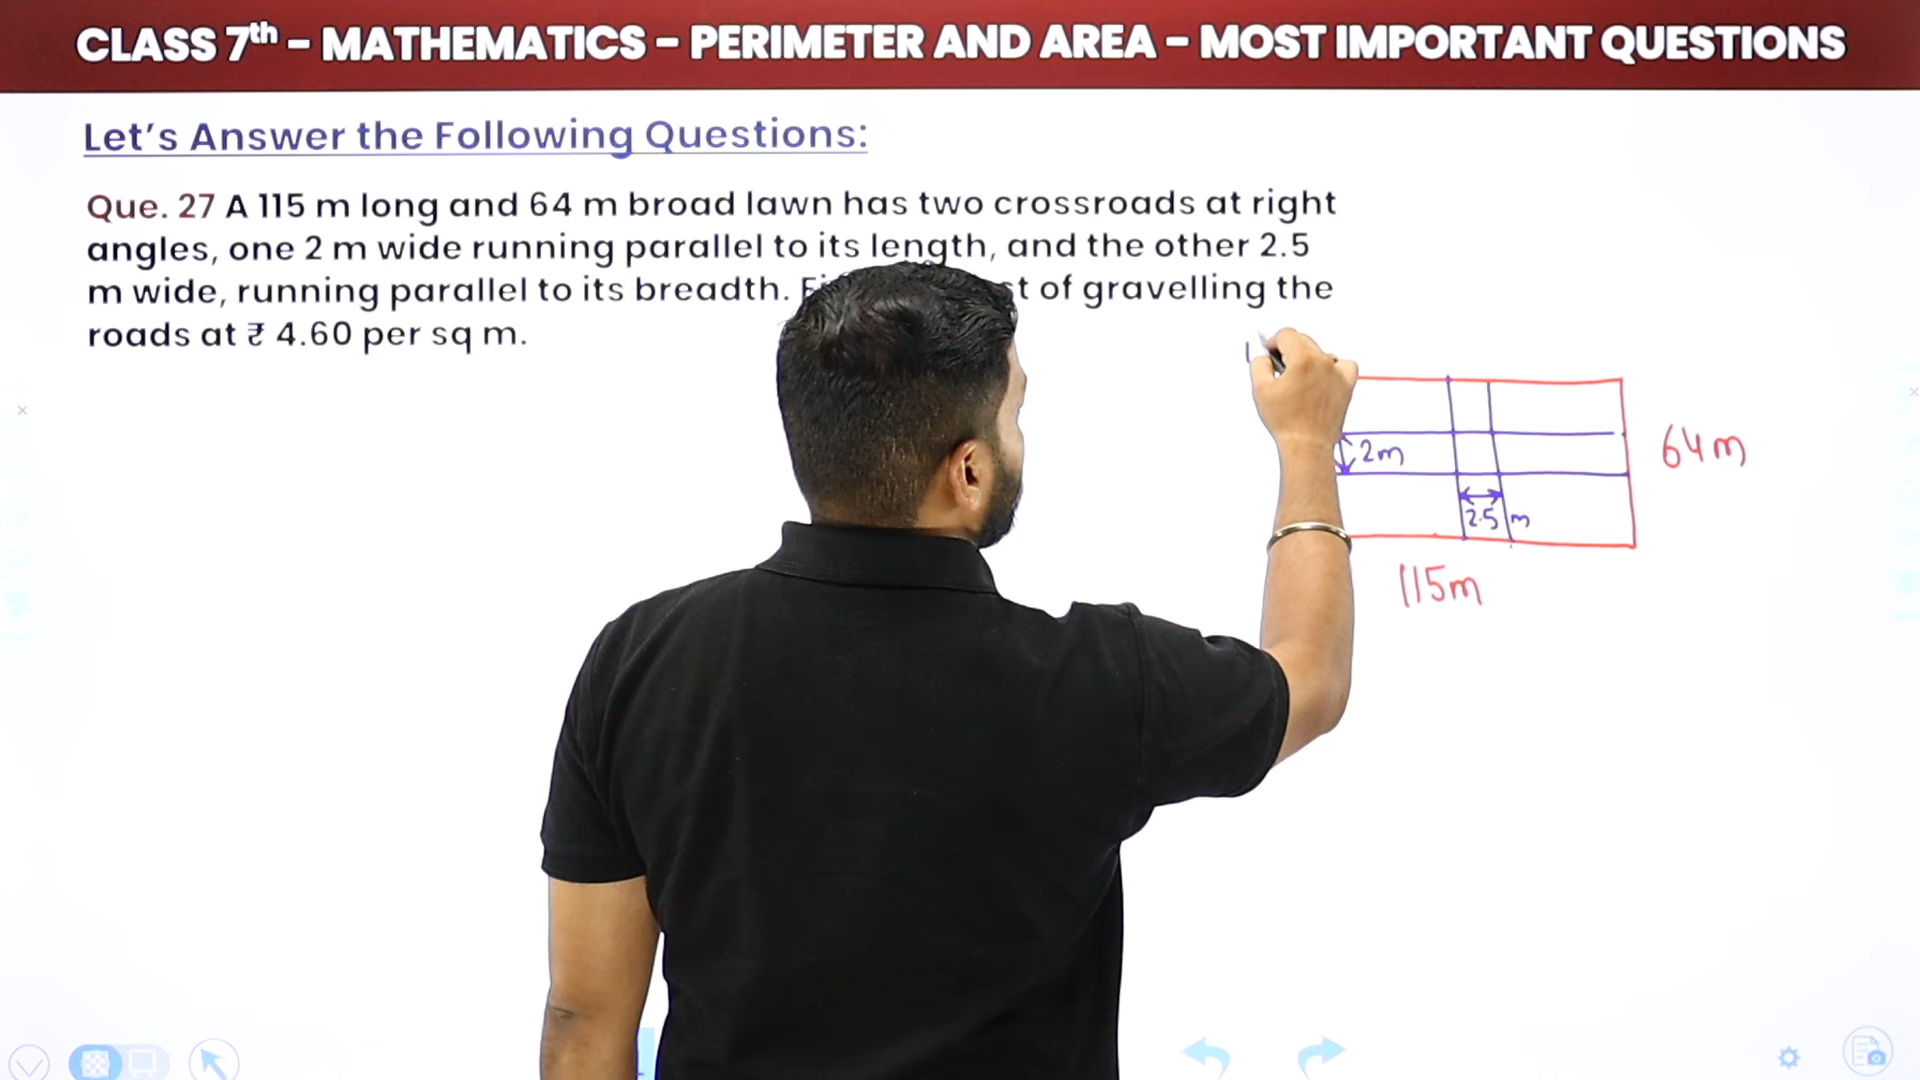 CLASS 7th – MATHEMATICS – PERIMETER AND AREA – MOST IMPORTANT QUESTIONS
Let's Answer the Following Questions:
Que. 27 A 115 m long and 64 m broad lawn has two crossroads at right
angles, one 2 m wide running parallel to its length, and the other 2.5
m wide, running parallel to its breadth. of gravelling the
roads at ₹ 4.60 per sq m.
2m
64m
2.5 m
115m